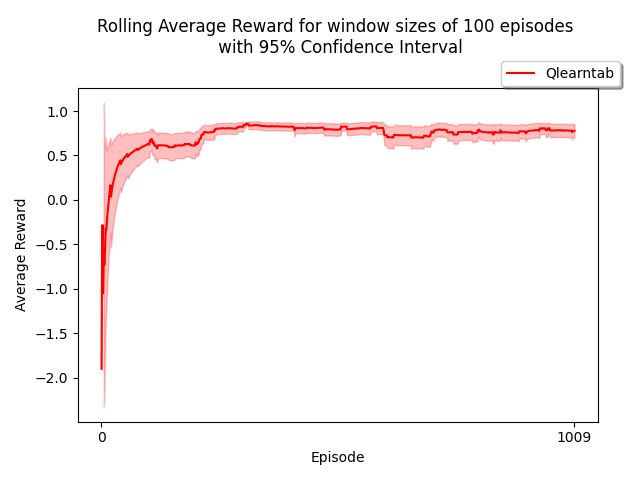 Rolling Average Reward for window sizes of 100 episodes
with 95% Confidence Interval
Qlearntab
1.0
0.5
0.0
−0.5
−1.0
−1.5
−2.0
Average Reward
0
1009
Episode